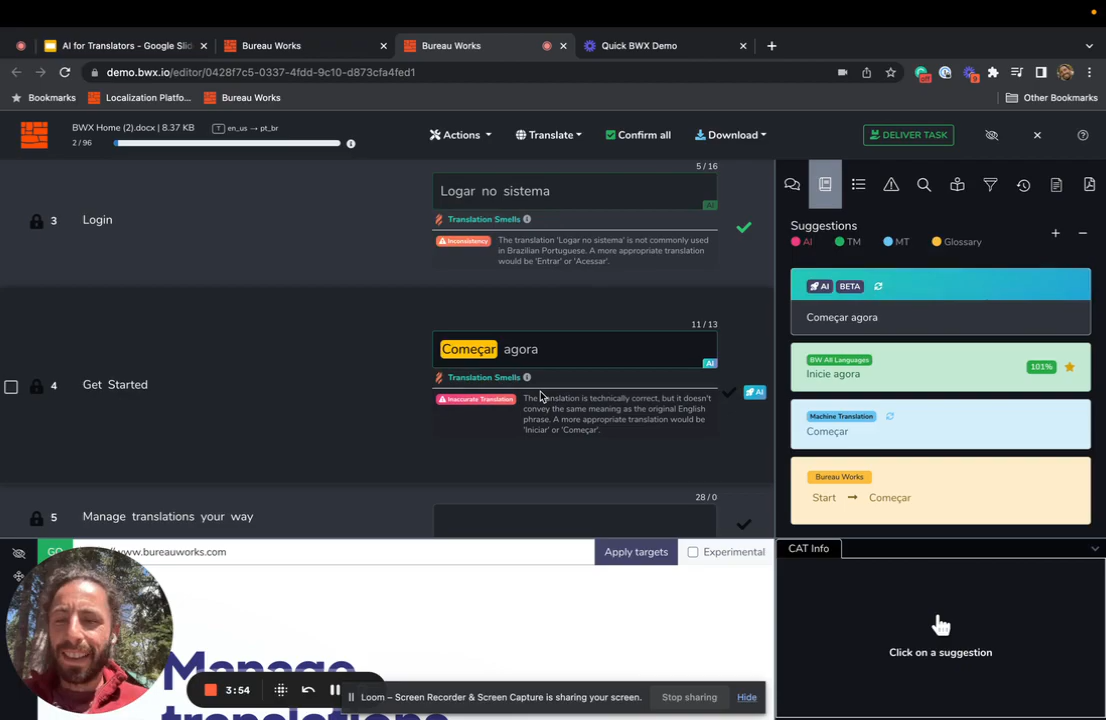 AI for Translators - Google Slid
Bureau Works
Bureau Works
Quick BWX Demo
demo.bwx.io/editor/0428f7c5-0337-4fdd-9c10-d873cfa4fed1
off
9
Bookmarks
Localization Platfo...
Bureau Works
Other Bookmarks
BWX Home (2).docx | 8.37 KB
T en_us → pt_br
2 / 96
Actions
Translate
Confirm all
Download
DELIVER TASK
5 / 16
3
Login
Logar no sistema
AI
Translation Smells
Inconsistency
The translation 'Logar no sistema' is not commonly used
in Brazilian Portuguese. A more appropriate translation
would be 'Entrar' or 'Acessar'.
11 / 13
4
Get Started
Começar agora
AI
Translation Smells
Inaccurate Translation
The translation is technically correct, but it doesn't
convey the same meaning as the original English
phrase. A more appropriate translation would be
'Iniciar' or 'Começar'.
AI
28 / 0
5
Manage translations your way
Suggestions
AI
TM
MT
Glossary
AI BETA
Começar agora
BW All Languages
Inicie agora
101%
Machine Translation
Começar
Bureau Works
Start → Começar
GO
www.bureauworks.com
Apply targets
Experimental
CAT Info
Click on a suggestion
Manage
translations
3:54
Loom – Screen Recorder & Screen Capture is sharing your screen.
Stop sharing
Hide